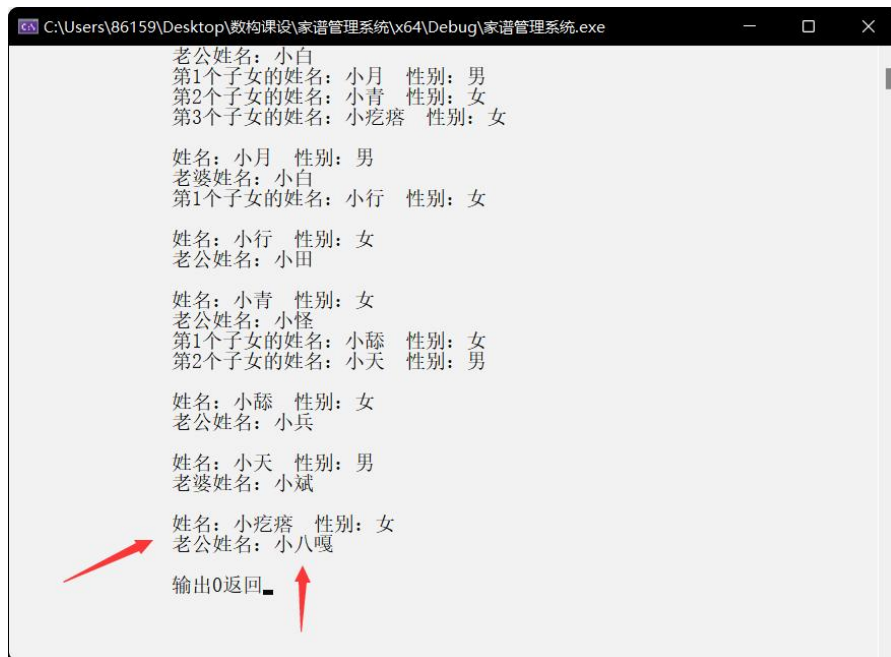 C:\Users\86159\Desktop\数构课设\家谱管理系统\x64\Debug\家谱管理系统.exe
老公姓名：小白
第1个子女的姓名：小月  性别：男
第2个子女的姓名：小青  性别：女
第3个子女的姓名：小疙瘩  性别：女
姓名：小月  性别：男
老婆姓名：小白
第1个子女的姓名：小行  性别：女
姓名：小行  性别：女
老公姓名：小田
姓名：小青  性别：女
老公姓名：小怪
第1个子女的姓名：小舔  性别：女
第2个子女的姓名：小天  性别：男
姓名：小舔  性别：女
老公姓名：小兵
姓名：小天  性别：男
老婆姓名：小斌
姓名：小疙瘩  性别：女
老公姓名：小八嘎
输出0返回